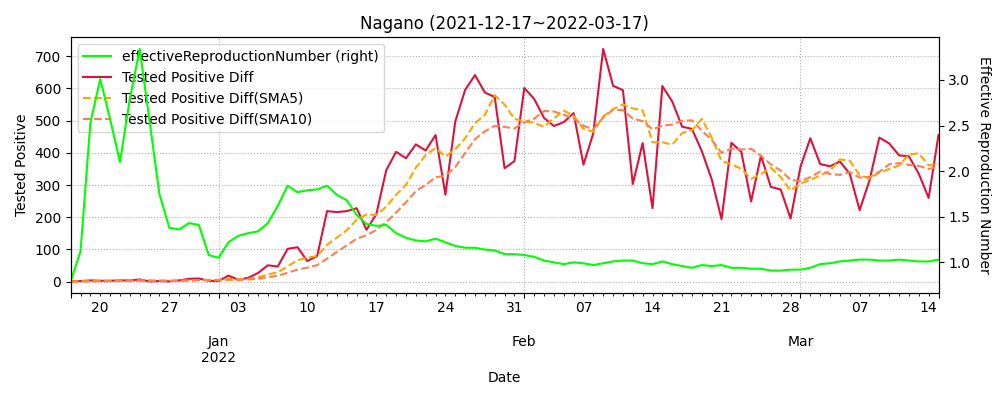 Nagano (2021-12-17~2022-03-17)
effectiveReproductionNumber (right)
Tested Positive Diff
Tested Positive Diff(SMA5)
Tested Positive Diff(SMA10)
Tested Positive
700
600
500
400
300
200
100
0
3.0
2.5
2.0
1.5
1.0
Effective Reproduction Number
20 27 03 10 17 24 31 07 14 21 28 07 14
Jan Feb Mar
2022
Date